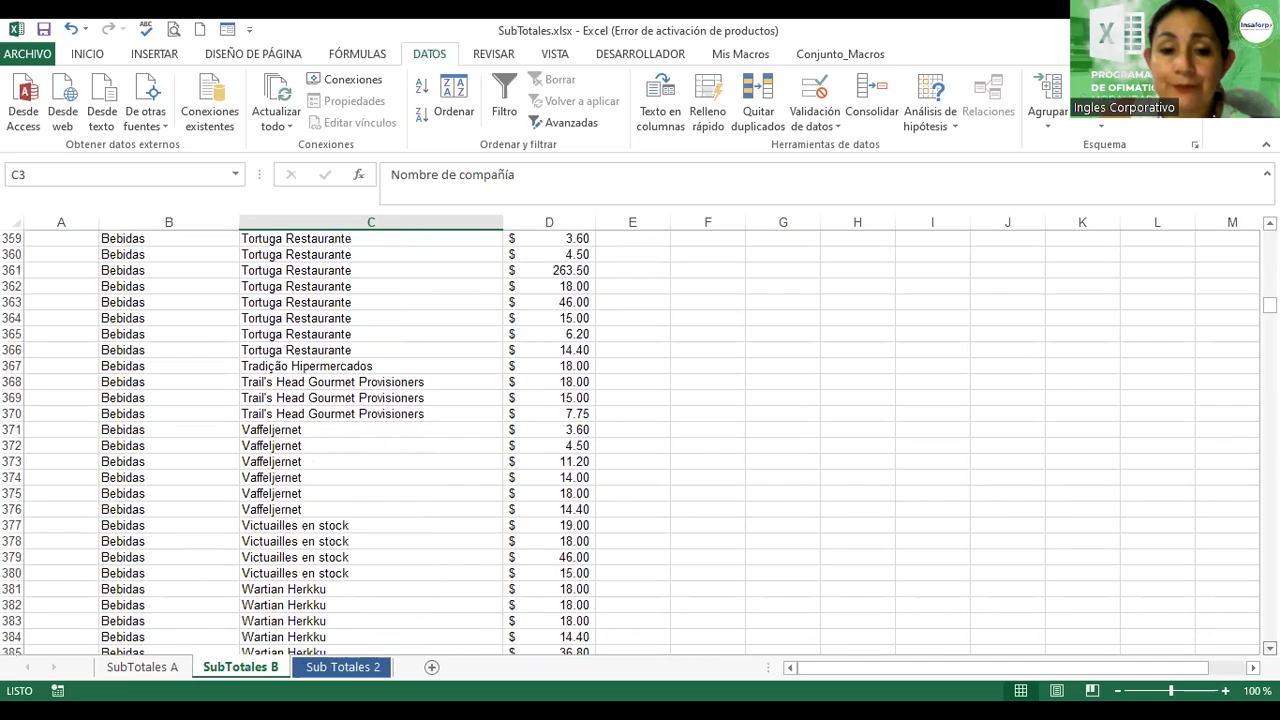 SubTotales.xlsx - Excel (Error de activación de productos)
ARCHIVO INICIO INSERTAR DISEÑO DE PÁGINA FÓRMULAS DATOS REVISAR VISTA DESARROLLADOR Mis Macros Conjunto_Macros
Desde Access
Desde web
Desde texto
De otras fuentes
Conexiones existentes
Obtener datos externos
Actualizar todo
Conexiones
Propiedades
Editar vínculos
Conexiones
Ordenar
Filtro
Borrar
Volver a aplicar
Avanzadas
Ordenar y filtrar
Texto en columnas
Relleno rápido
Quitar duplicados
Validación de datos
Consolidar
Análisis de hipótesis
Relaciones
Herramientas de datos
Agrupar
Esquema
Insaforp
PROGRAMA
DE OFIMATIC
Ingles Corporativo
C3 fx Nombre de compañía
A B C D E F G H I J K L M
359 Bebidas Tortuga Restaurante $ 3.60
360 Bebidas Tortuga Restaurante $ 4.50
361 Bebidas Tortuga Restaurante $ 263.50
362 Bebidas Tortuga Restaurante $ 18.00
363 Bebidas Tortuga Restaurante $ 46.00
364 Bebidas Tortuga Restaurante $ 15.00
365 Bebidas Tortuga Restaurante $ 6.20
366 Bebidas Tortuga Restaurante $ 14.40
367 Bebidas Tradição Hipermercados $ 18.00
368 Bebidas Trail's Head Gourmet Provisioners $ 18.00
369 Bebidas Trail's Head Gourmet Provisioners $ 15.00
370 Bebidas Trail's Head Gourmet Provisioners $ 7.75
371 Bebidas Vaffeljernet $ 3.60
372 Bebidas Vaffeljernet $ 4.50
373 Bebidas Vaffeljernet $ 11.20
374 Bebidas Vaffeljernet $ 14.00
375 Bebidas Vaffeljernet $ 18.00
376 Bebidas Vaffeljernet $ 14.40
377 Bebidas Victuailles en stock $ 19.00
378 Bebidas Victuailles en stock $ 18.00
379 Bebidas Victuailles en stock $ 46.00
380 Bebidas Victuailles en stock $ 15.00
381 Bebidas Wartian Herkku $ 18.00
382 Bebidas Wartian Herkku $ 18.00
383 Bebidas Wartian Herkku $ 18.00
384 Bebidas Wartian Herkku $ 14.40
385 Bebidas Wartian Herkku $ 36.80
SubTotales A SubTotales B Sub Totales 2
LISTO 100 %